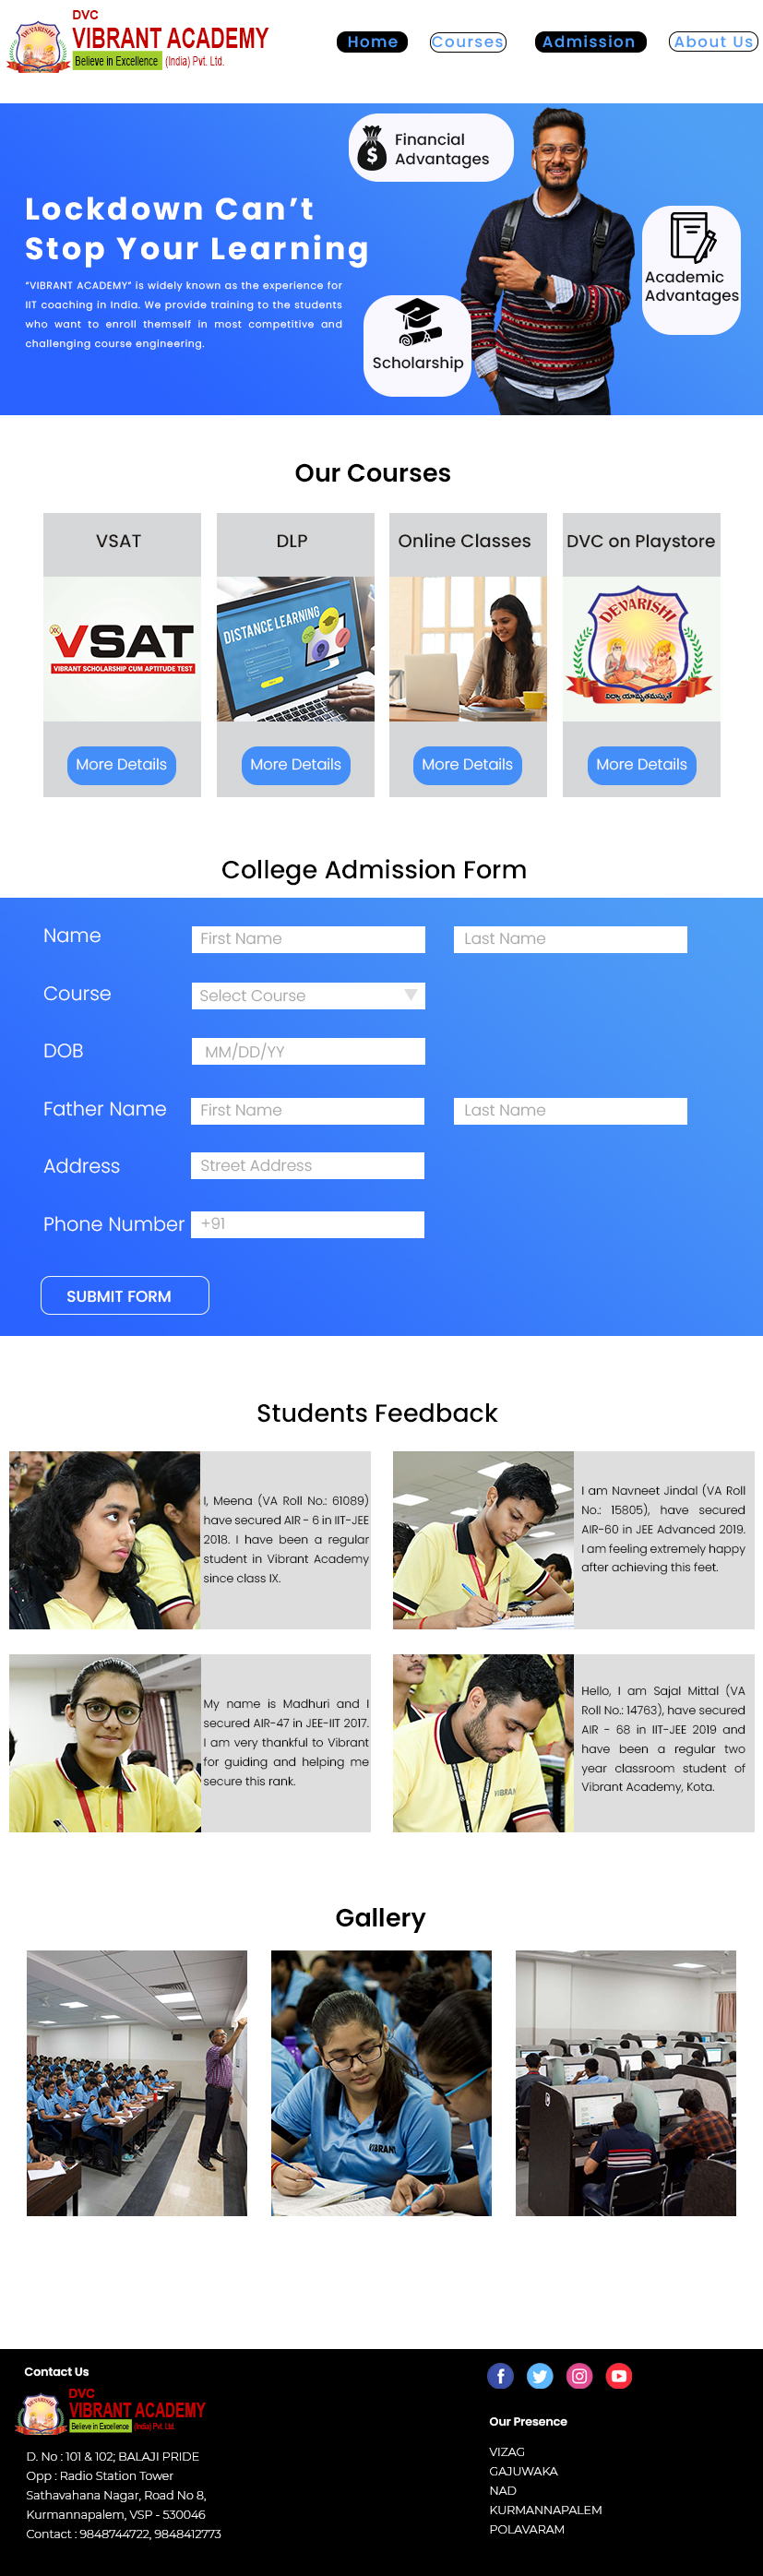 DVC
VIBRANT ACADEMY
Believe in Excellence (India) Pvt. Ltd.
DEVARISHI
Home Courses Admission About Us
Financial
Advantages
Lockdown Can’t
Stop Your Learning
“VIBRANT ACADEMY” is widely known as the experience for
IIT coaching in India. We provide training to the students
who want to enroll themself in most competitive and
challenging course engineering.
Academic
Advantages
Scholarship
Our Courses
VSAT DLP Online Classes DVC on Playstore
VSAT
VIBRANT SCHOLARSHIP CUM APTITUDE TEST
DISTANCE LEARNING
DEVARISHI
More Details More Details More Details More Details
College Admission Form
Name First Name Last Name
Course Select Course
DOB MM/DD/YY
Father Name First Name Last Name
Address Street Address
Phone Number +91
SUBMIT FORM
Students Feedback
I, Meena (VA Roll No.: 61089)
have secured AIR - 6 in IIT-JEE
2018. I have been a regular
student in Vibrant Academy
since class IX.
I am Navneet Jindal (VA Roll
No.: 15805), have secured
AIR-60 in JEE Advanced 2019.
I am feeling extremely happy
after achieving this feet.
My name is Madhuri and I
secured AIR-47 in JEE-IIT 2017.
I am very thankful to Vibrant
for guiding and helping me
secure this rank.
Hello, I am Sajal Mittal (VA
Roll No.: 14763), have secured
AIR - 68 in IIT-JEE 2019 and
have been a regular two
year classroom student of
Vibrant Academy, Kota.
Gallery
VIBRANT
Contact Us
DVC
VIBRANT ACADEMY
Believe in Excellence (India) Pvt. Ltd.
DEVARISHI
D. No : 101 & 102; BALAJI PRIDE
Opp : Radio Station Tower
Sathavahana Nagar, Road No 8,
Kurmannapalem, VSP - 530046
Contact : 9848744722, 9848412773
Our Presence
VIZAG
GAJUWAKA
NAD
KURMANNAPALEM
POLAVARAM